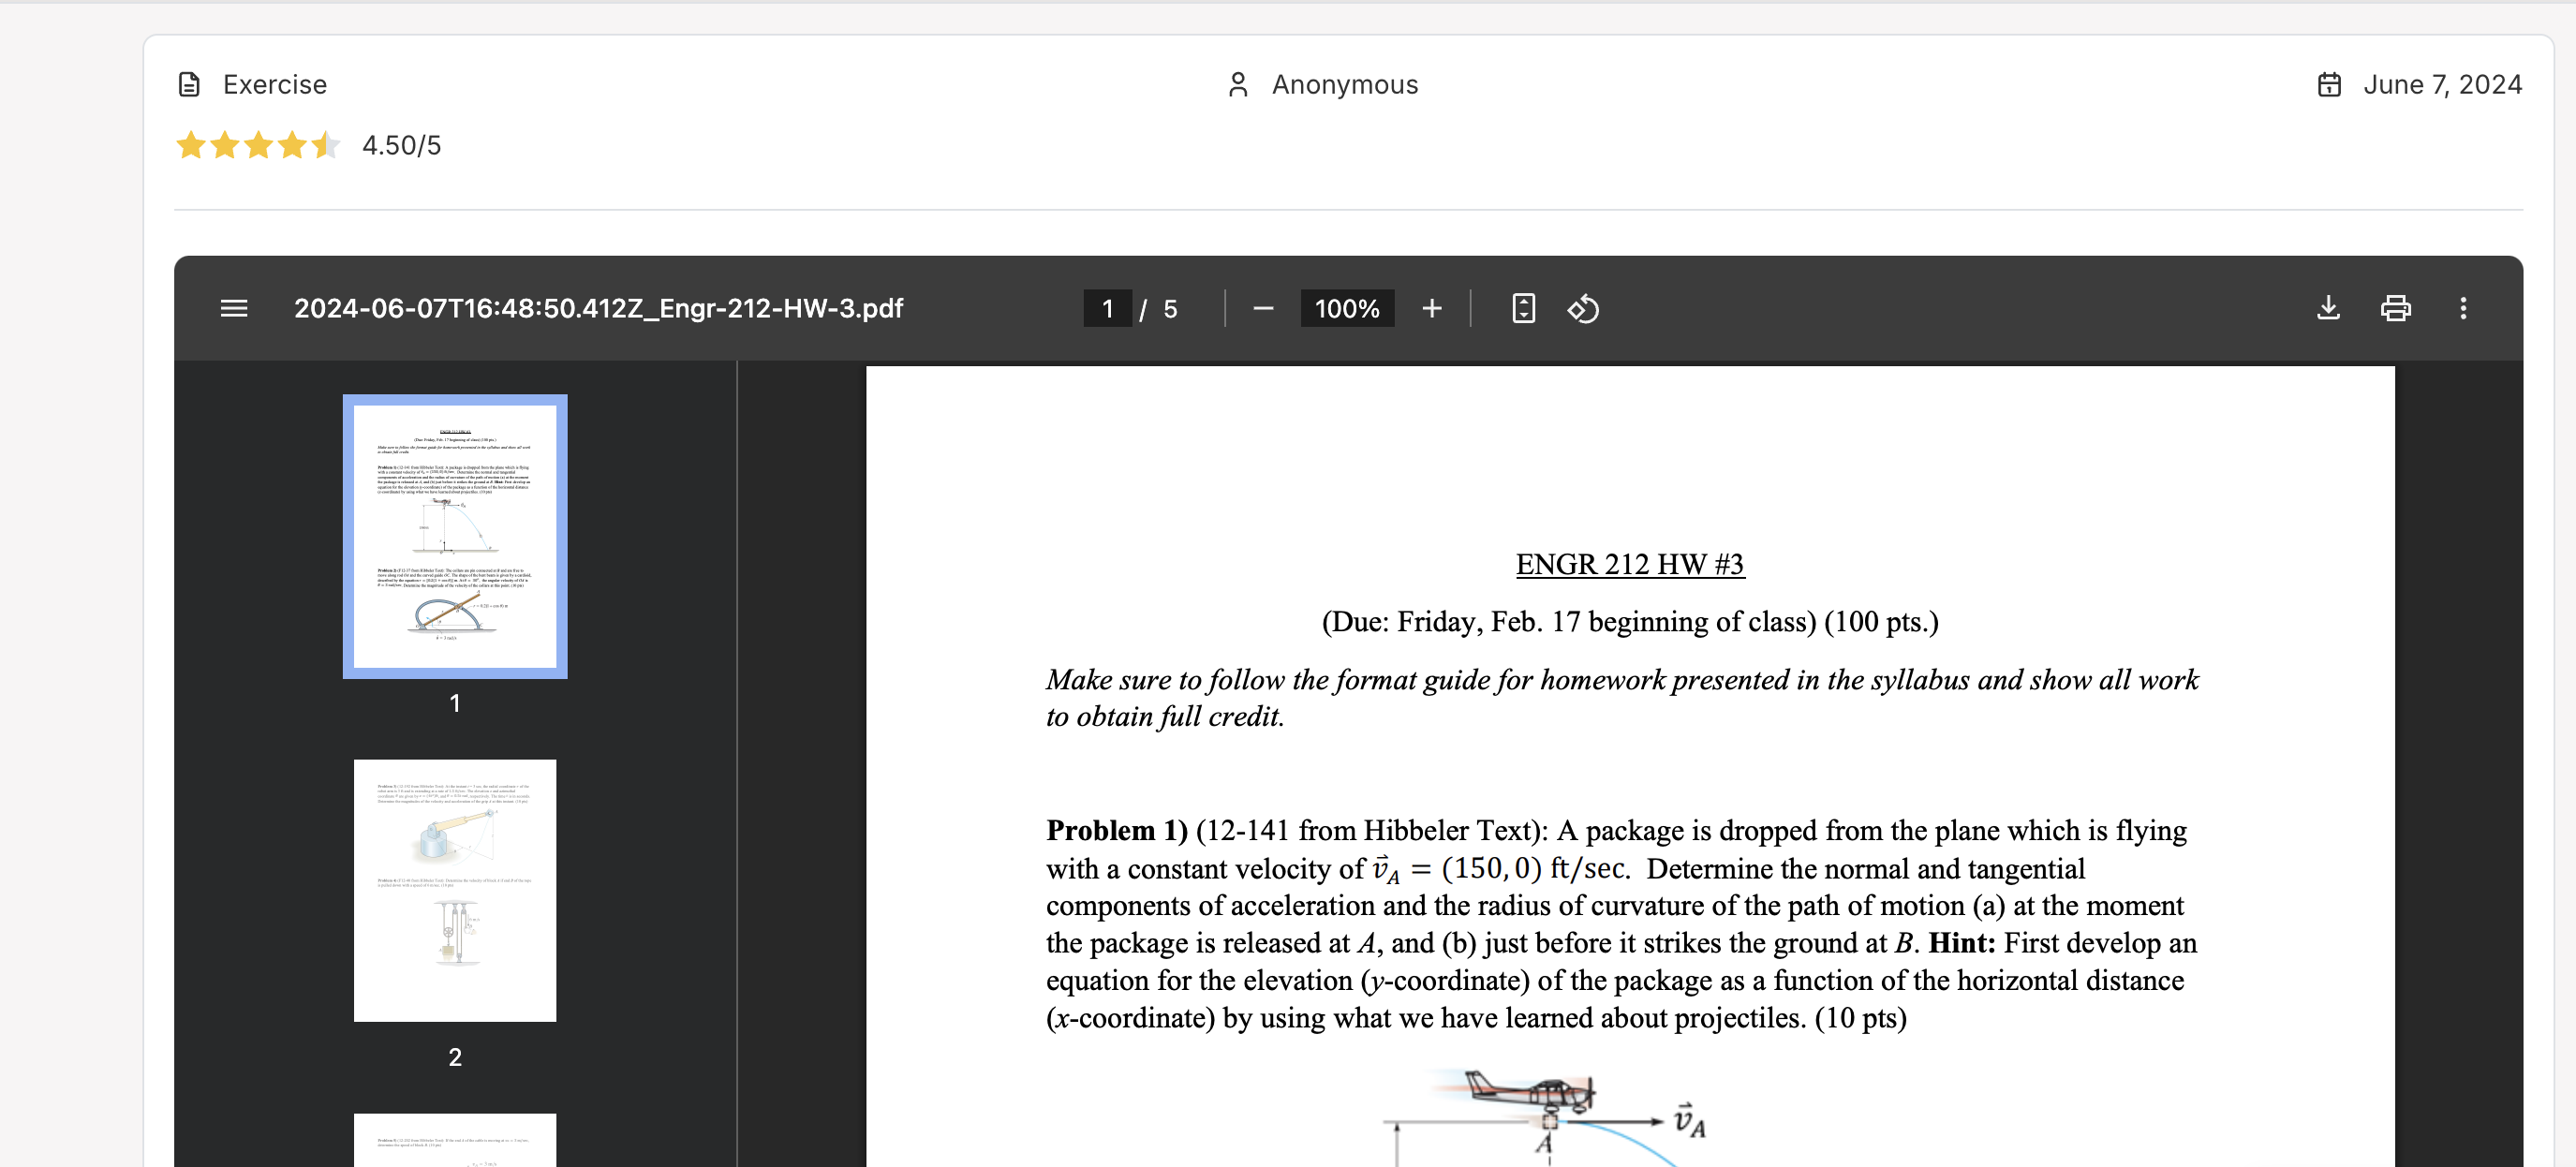 Exercise
Anonymous
June 7, 2024
4.50/5
2024-06-07T16:48:50.412Z_Engr-212-HW-3.pdf
1 / 5
100%
1
2
ENGR 212 HW #3
(Due: Friday, Feb. 17 beginning of class) (100 pts.)
Make sure to follow the format guide for homework presented in the syllabus and show all work
to obtain full credit.
Problem 1) (12-141 from Hibbeler Text): A package is dropped from the plane which is flying
with a constant velocity of v⃗_A = (150, 0) ft/sec. Determine the normal and tangential
components of acceleration and the radius of curvature of the path of motion (a) at the moment
the package is released at A, and (b) just before it strikes the ground at B. Hint: First develop an
equation for the elevation (y-coordinate) of the package as a function of the horizontal distance
(x-coordinate) by using what we have learned about projectiles. (10 pts)
v⃗_A
A